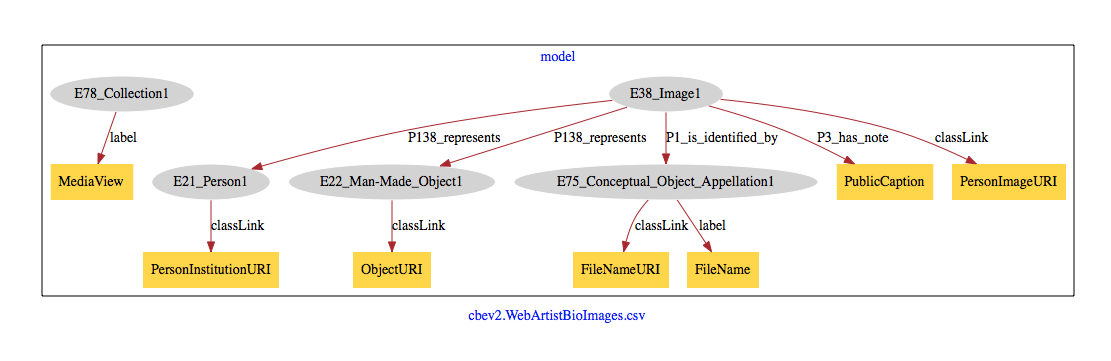 model
E78_Collection1
E38_Image1
label
P138_represents
P138_represents
P1_is_identified_by
P3_has_note
classLink
MediaView
E21_Person1
E22_Man-Made_Object1
E75_Conceptual_Object_Appellation1
PublicCaption
PersonImageURI
classLink
classLink
classLink
label
PersonInstitutionURI
ObjectURI
FileNameURI
FileName
cbev2.WebArtistBioImages.csv